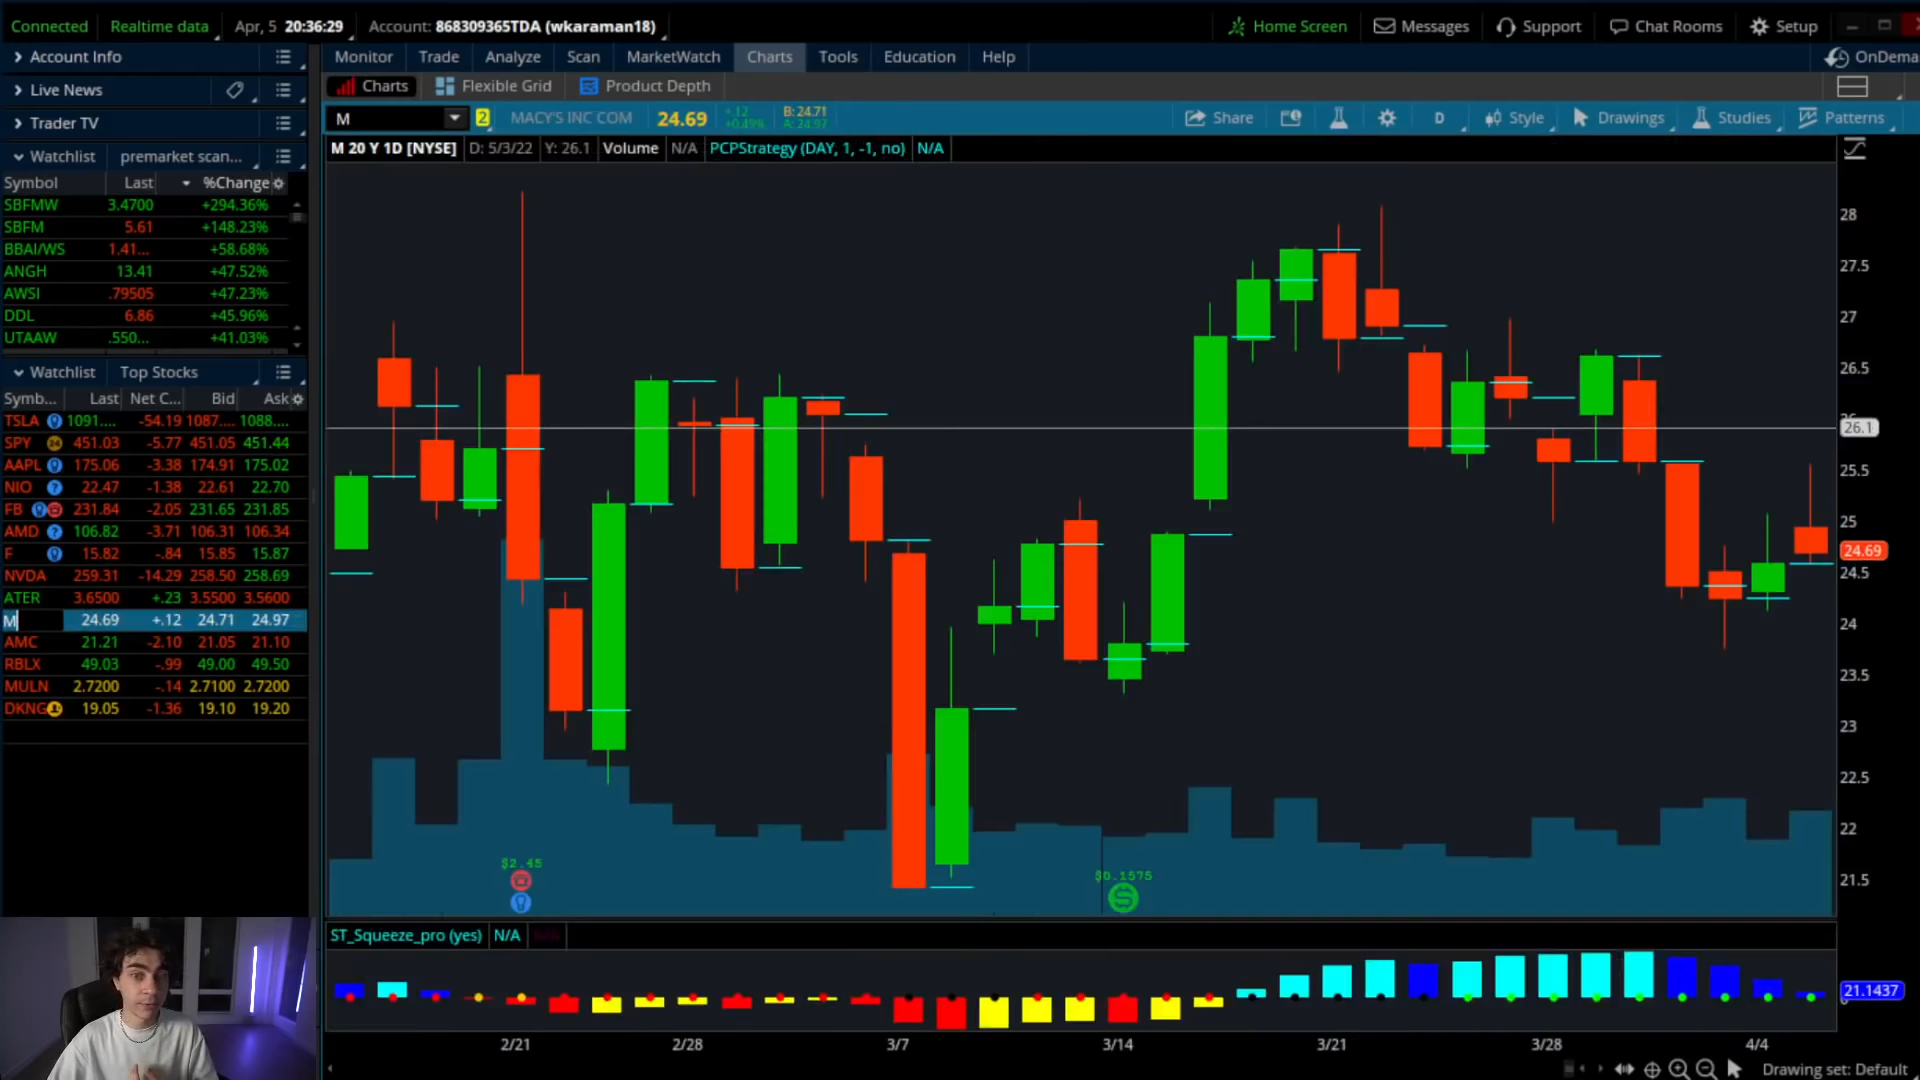 Connected Realtime data Apr, 5 20:36:29 Account: 868309365TDA (wkaraman18) Home Screen Messages Support Chat Rooms Setup
Account Info
Live News
Trader TV
Watchlist premarket scan...
Symbol Last %Change
SBFMW 3.4700 +294.36%
SBFM 5.61 +148.23%
BBAI/WS 1.41... +58.68%
ANGH 13.41 +47.52%
AWSI .79505 +47.23%
DDL 6.86 +45.96%
UTAAW .550... +41.03%
Watchlist Top Stocks
Symb... Last Net C... Bid Ask
TSLA 1091.... -54.19 1087.... 1088....
SPY 451.03 -5.77 451.05 451.44
AAPL 175.06 -3.38 174.91 175.02
NIO 22.47 -1.38 22.61 22.70
FB 231.84 -2.05 231.65 231.85
AMD 106.82 -3.71 106.31 106.34
F 15.82 -.84 15.85 15.87
NVDA 259.31 -14.29 258.50 258.69
ATER 3.6500 +.23 3.5500 3.5600
M 24.69 +.12 24.71 24.97
AMC 21.21 -2.10 21.05 21.10
RBLX 49.03 -.99 49.00 49.50
MULN 2.7200 -.14 2.7100 2.7200
DKNG 19.05 -1.36 19.10 19.20
Monitor Trade Analyze Scan MarketWatch Charts Tools Education Help OnDema
Charts Flexible Grid Product Depth
M 2 MACY'S INC COM 24.69 +.12 +0.49% B: 24.71 A: 24.97 Share D Style Drawings Studies Patterns
M 20 Y 1D [NYSE] D: 5/3/22 Y: 26.1 Volume N/A PCPStrategy (DAY, 1, -1, no) N/A
28
27.5
27
26.5
26.1
25.5
25
24.69
24.5
24
23.5
23
22.5
22
21.5
$2.45
$0.1575
ST_Squeeze_pro (yes) N/A
21.1437
2/21 2/28 3/7 3/14 3/21 3/28 4/4
Drawing set: Default